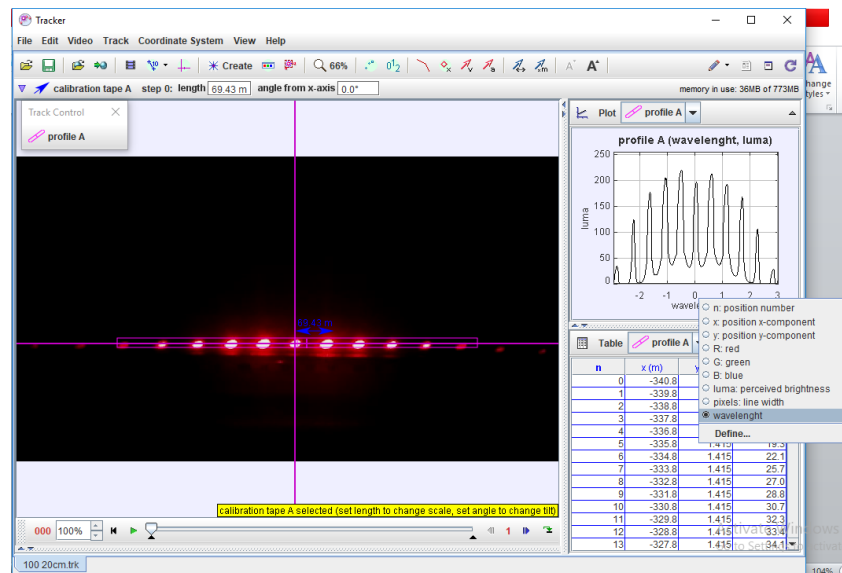 Tracker
File Edit Video Track Coordinate System View Help
Create 66%
calibration tape A step 0: length 69.43 m angle from x-axis 0.0°
memory in use: 36MB of 773MB
hange
tyles
Track Control
profile A
69.43 m
calibration tape A selected (set length to change scale, set angle to change tilt)
000 100% 1
100 20cm.trk
Plot profile A
profile A (wavelenght, luma)
250
200
150
100
50
0
luma
-2 -1 0 1 2 3
wavele
n: position number
x: position x-component
y: position y-component
R: red
G: green
B: blue
luma: perceived brightness
pixels: line width
wavelenght
Define...
Table profile A
n x (m) y
0 -340.8
1 -339.8
2 -338.8
3 -337.8
4 -336.8
5 -335.8 1.415 19.3
6 -334.8 1.415 22.1
7 -333.8 1.415 25.7
8 -332.8 1.415 27.0
9 -331.8 1.415 28.8
10 -330.8 1.415 30.7
11 -329.8 1.415 32.3
12 -328.8 1.415 33.4
13 -327.8 1.415 34.1
104%